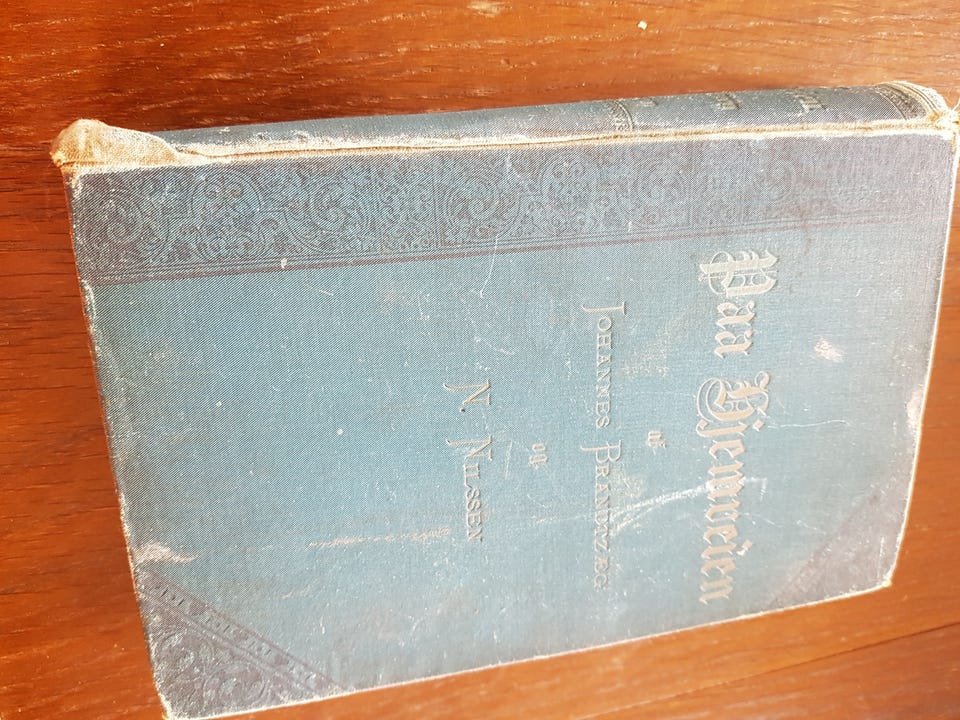 Paa Hjemveien
af
JOHANNES BRANDTZÆG
og
N. NILSSEN